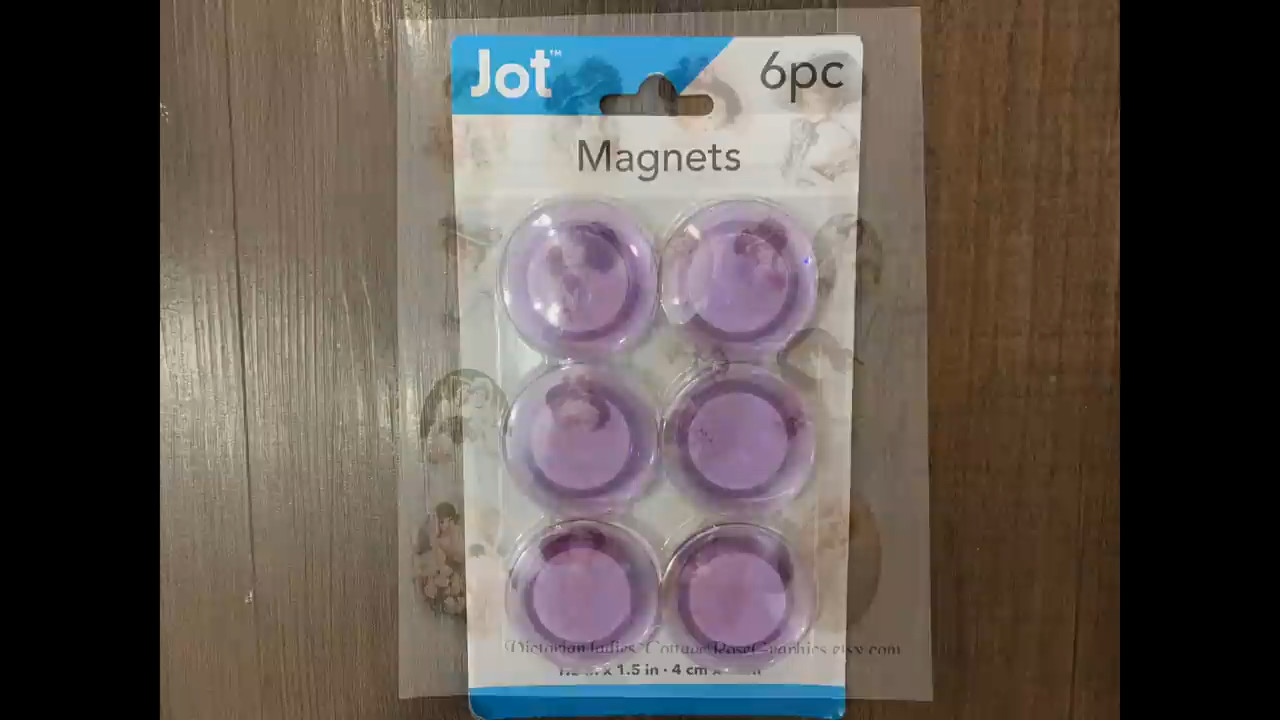 Jot™
6pc
Magnets
Victorian ladies CottageRoseGraphics.etsy.com
x 1.5 in · 4 cm x